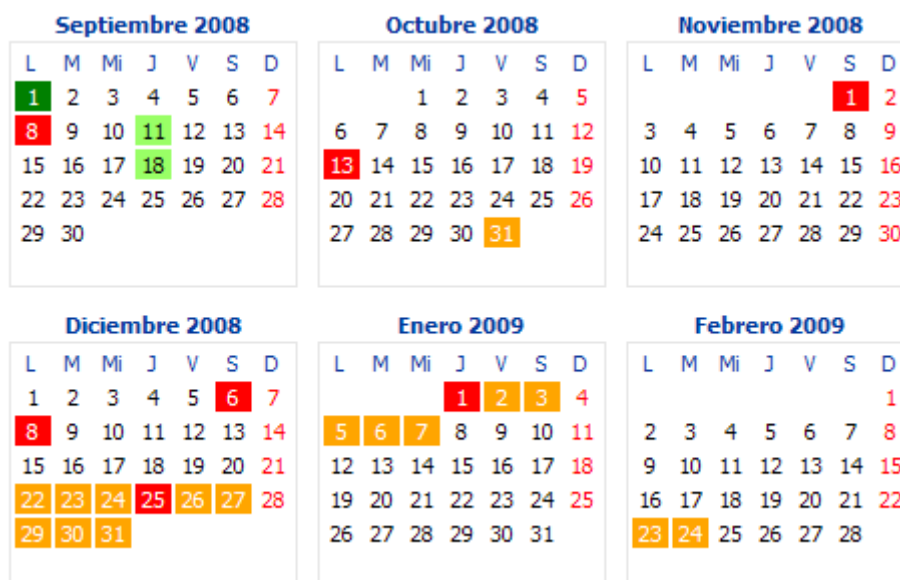 Septiembre 2008
L M Mi J V S D
1 2 3 4 5 6 7
8 9 10 11 12 13 14
15 16 17 18 19 20 21
22 23 24 25 26 27 28
29 30
Octubre 2008
L M Mi J V S D
1 2 3 4 5
6 7 8 9 10 11 12
13 14 15 16 17 18 19
20 21 22 23 24 25 26
27 28 29 30 31
Noviembre 2008
L M Mi J V S D
1 2
3 4 5 6 7 8 9
10 11 12 13 14 15 16
17 18 19 20 21 22 23
24 25 26 27 28 29 30
Diciembre 2008
L M Mi J V S D
1 2 3 4 5 6 7
8 9 10 11 12 13 14
15 16 17 18 19 20 21
22 23 24 25 26 27 28
29 30 31
Enero 2009
L M Mi J V S D
1 2 3 4
5 6 7 8 9 10 11
12 13 14 15 16 17 18
19 20 21 22 23 24 25
26 27 28 29 30 31
Febrero 2009
L M Mi J V S D
1
2 3 4 5 6 7 8
9 10 11 12 13 14 15
16 17 18 19 20 21 22
23 24 25 26 27 28